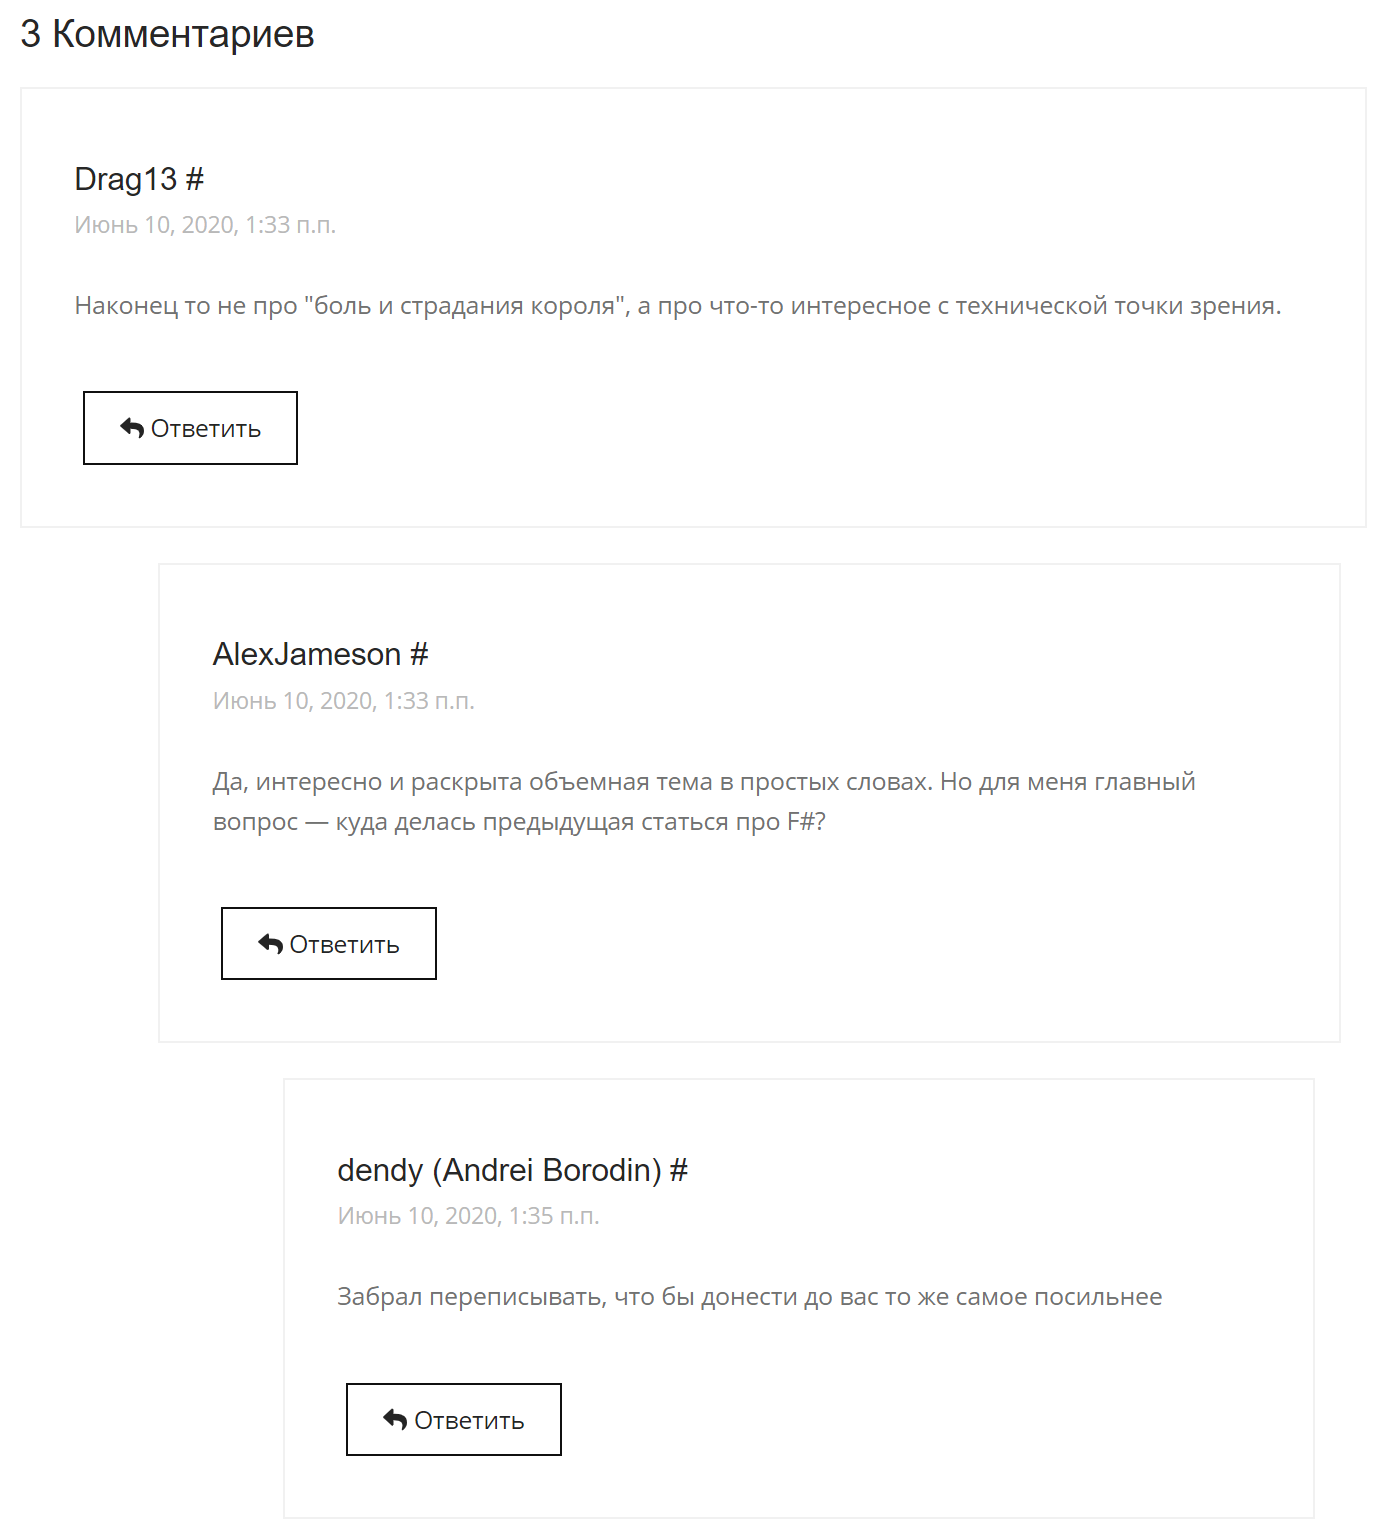 3 Комментариев
Drag13 #
Июнь 10, 2020, 1:33 п.п.
Наконец то не про "боль и страдания короля", а про что-то интересное с технической точки зрения.
Ответить
AlexJameson #
Июнь 10, 2020, 1:33 п.п.
Да, интересно и раскрыта объемная тема в простых словах. Но для меня главный
вопрос — куда делась предыдущая статься про F#?
Ответить
dendy (Andrei Borodin) #
Июнь 10, 2020, 1:35 п.п.
Забрал переписывать, что бы донести до вас то же самое посильнее
Ответить